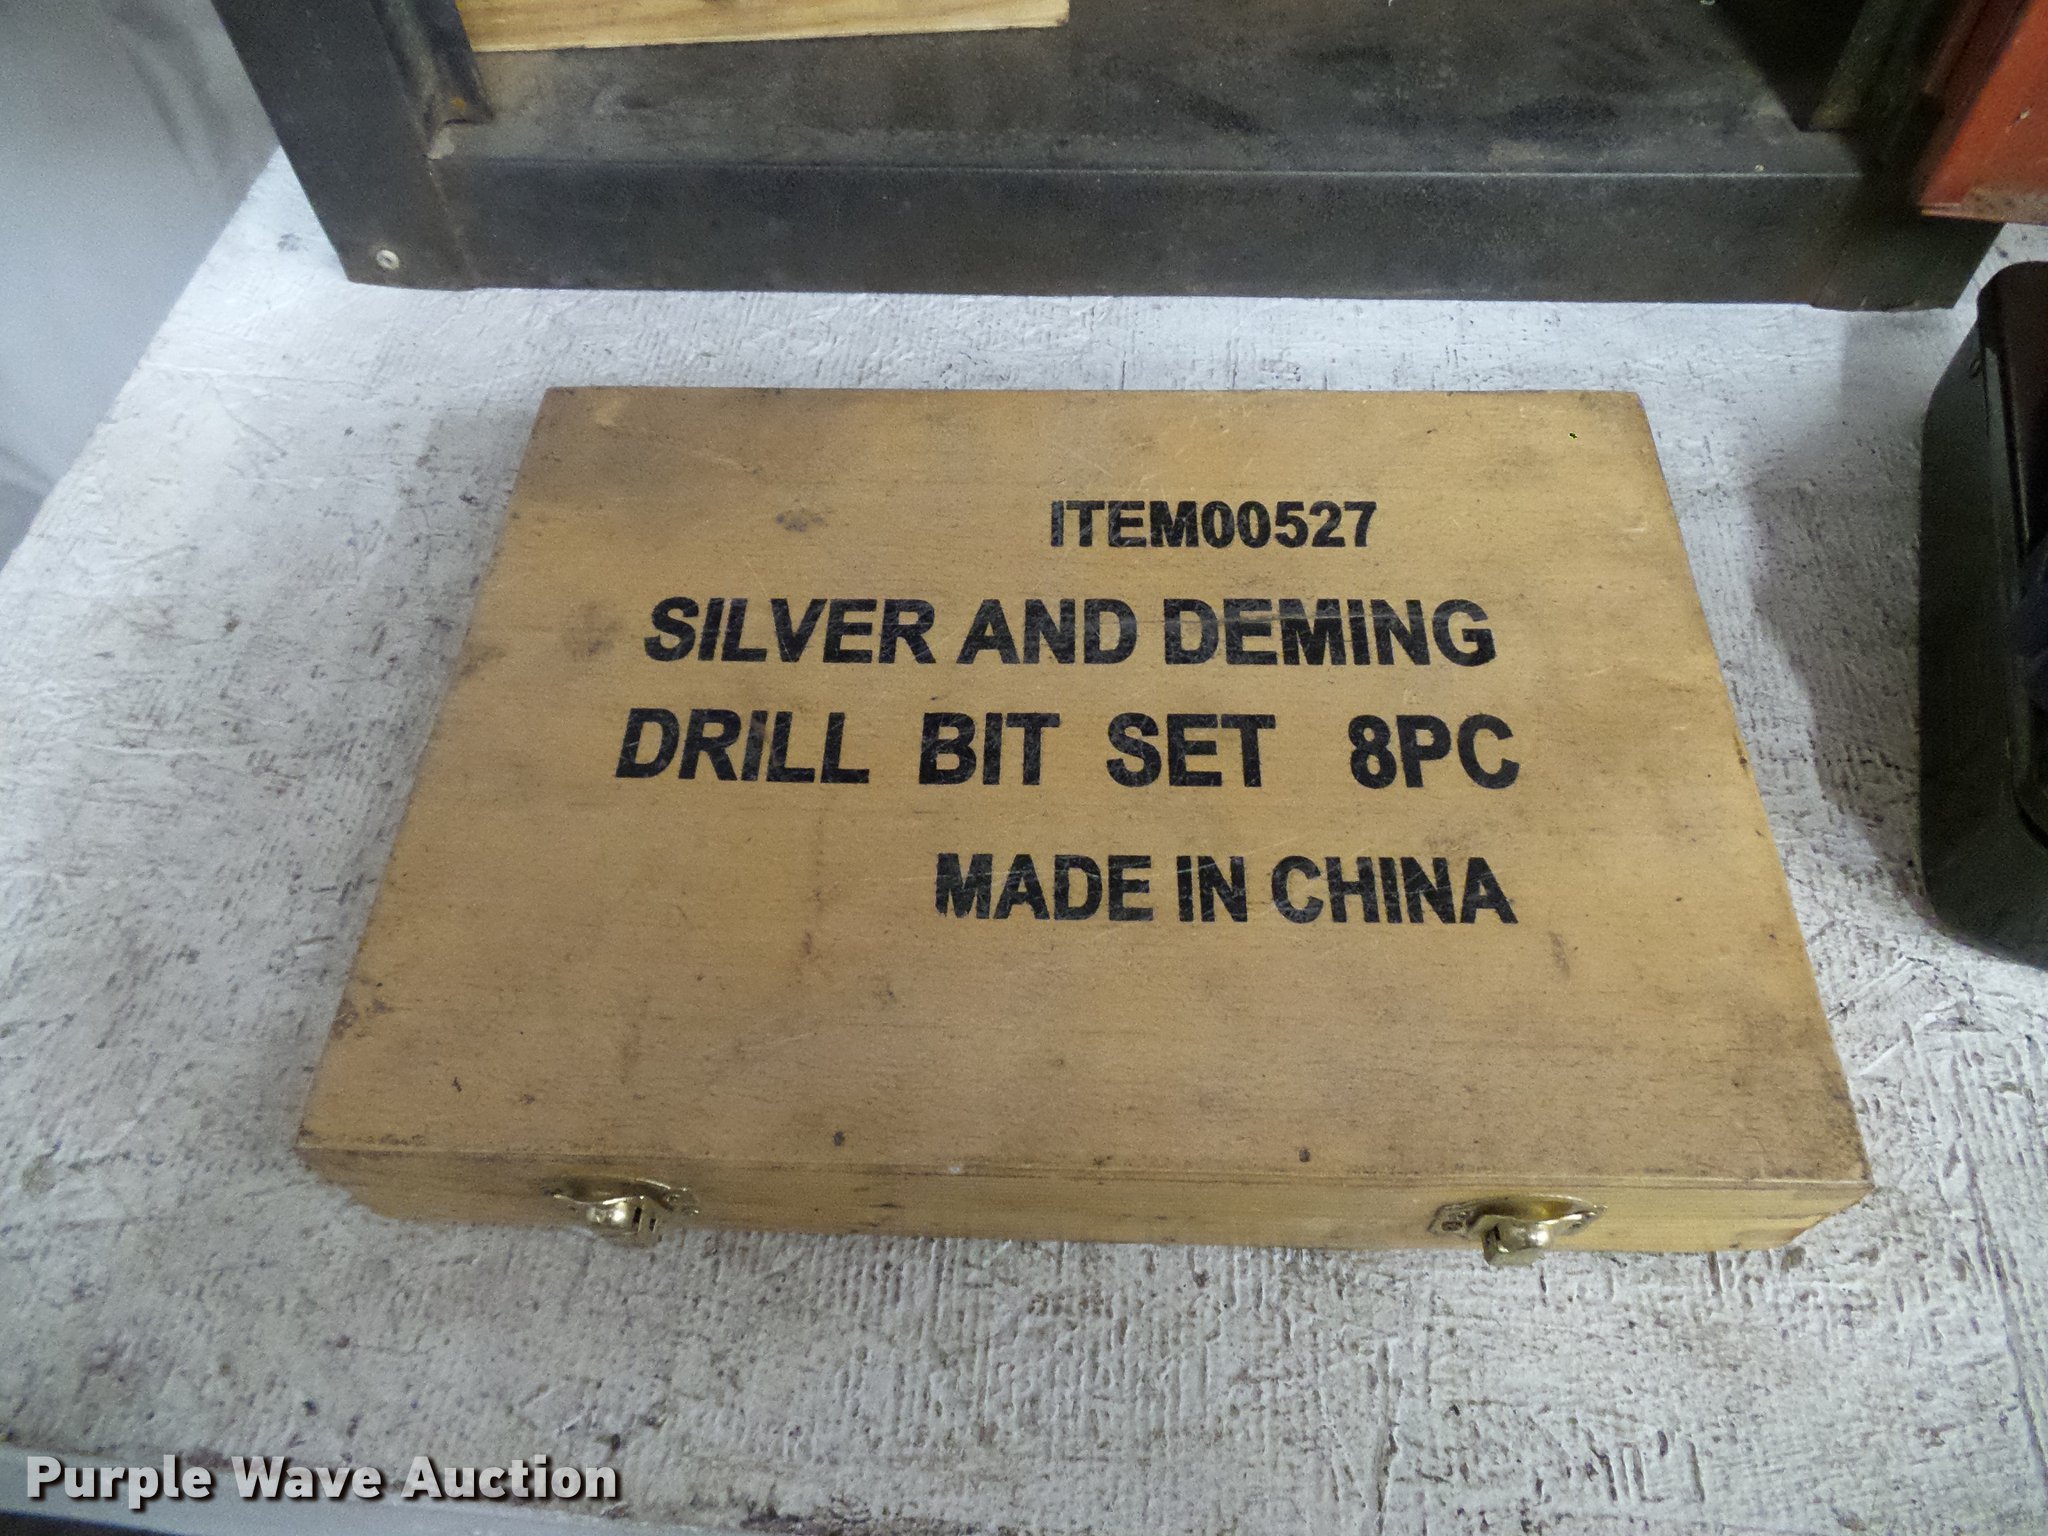 ITEM00527
SILVER AND DEMING
DRILL BIT SET 8PC
MADE IN CHINA
Purple Wave Auction